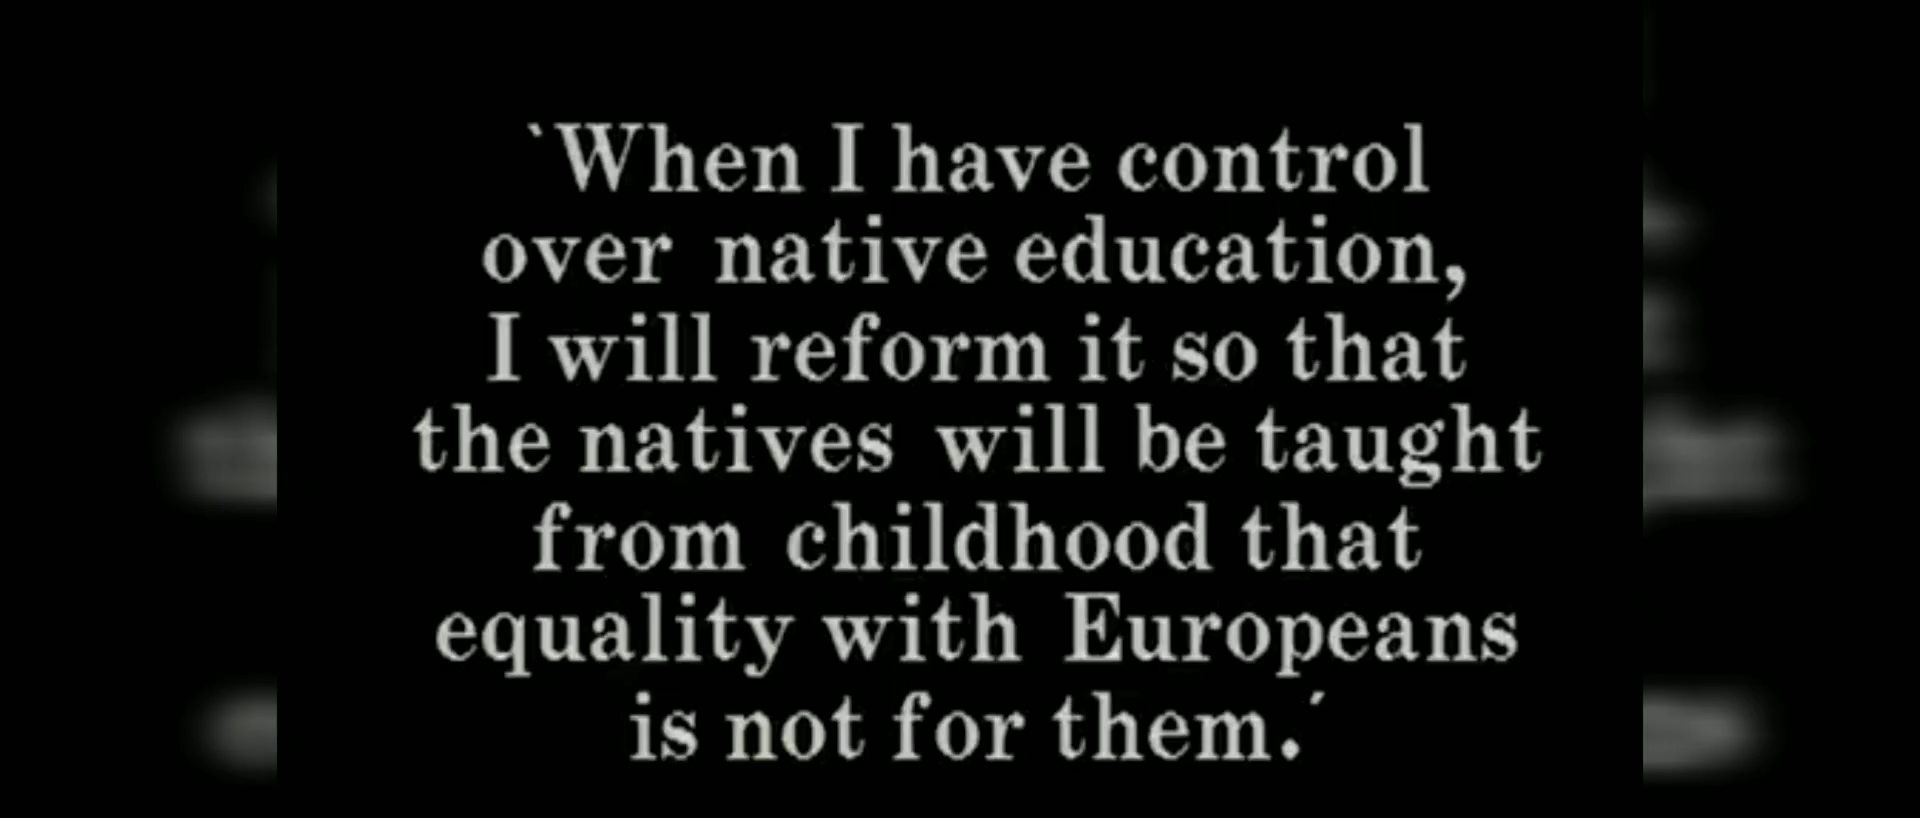 `When I have control
over native education,
I will reform it so that
the natives will be taught
from childhood that
equality with Europeans
is not for them.´